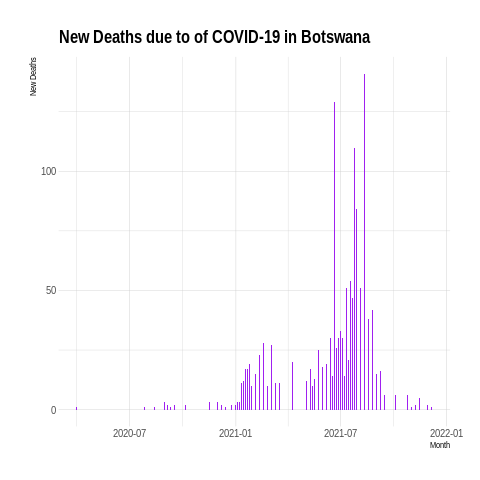 New Deaths due to of COVID-19 in Botswana
New Deaths
100
50
0
2020-07
2021-01
2021-07
2022-01
Month